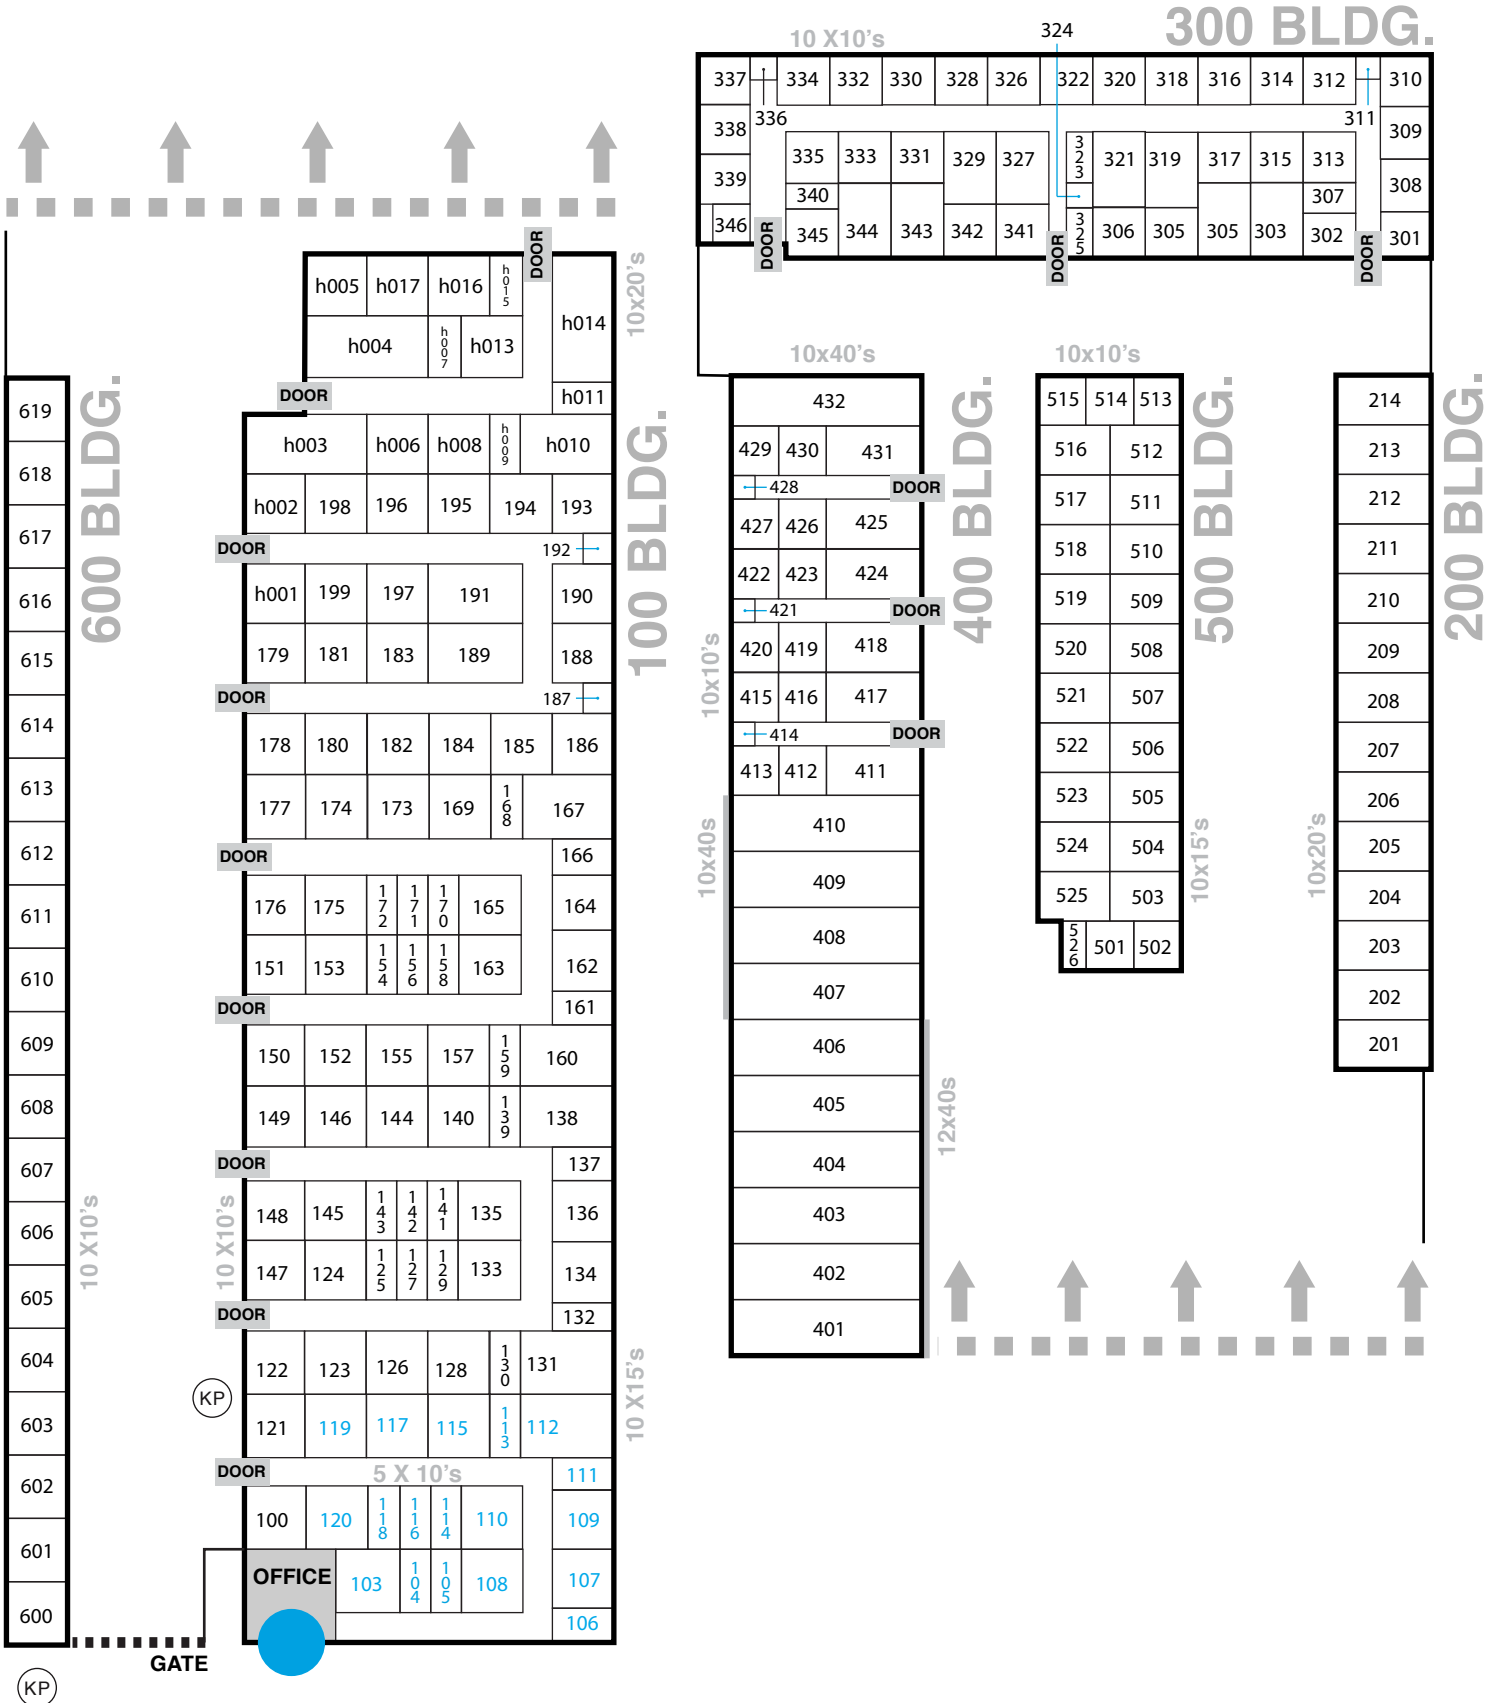 300 BLDG.
10 X10's
324
337 334 332 330 328 326 322 320 318 316 314 312 310
336 311
338 309
335 333 331 329 327 323 321 319 317 315 313
339 340 307 308
346 345 344 343 342 341 325 306 305 305 303 302 301
DOOR DOOR DOOR
600 BLDG.
619
618
617
616
615
614
613
612
611
610
609
608
607
606
605
604
603
602
601
600
10 X10's
100 BLDG.
10x20's
DOOR
h005 h017 h016 h015
h014
h004 h007 h013
DOOR
h011
h003 h006 h008 h009 h010
h002 198 196 195 194 193
DOOR
192
h001 199 197 191 190
179 181 183 189 188
DOOR
187
178 180 182 184 185 186
177 174 173 169 168 167
DOOR
166
176 175 172 171 170 165 164
151 153 154 156 158 163 162
DOOR
161
150 152 155 157 159 160
149 146 144 140 139 138
DOOR
137
148 145 143 142 141 135 136
147 124 125 127 129 133 134
10 X10's
DOOR
132
122 123 126 128 130 131
KP
121 119 117 115 113 112
10 X15's
DOOR
5 X 10's
111
100 120 118 116 114 110 109
OFFICE
103 104 105 108 107
106
GATE
KP
400 BLDG.
10x40's
432
429 430 431
428 DOOR
427 426 425
422 423 424
421 DOOR
420 419 418
10x10's
415 416 417
414 DOOR
413 412 411
10x40s
410
409
408
407
406
405
404
403
402
401
12x40s
500 BLDG.
10x10's
515 514 513
516 512
517 511
518 510
519 509
520 508
521 507
522 506
523 505
524 504
525 503
526 501 502
10x15's
200 BLDG.
214
213
212
211
210
209
208
207
206
205
204
203
202
201
10x20's